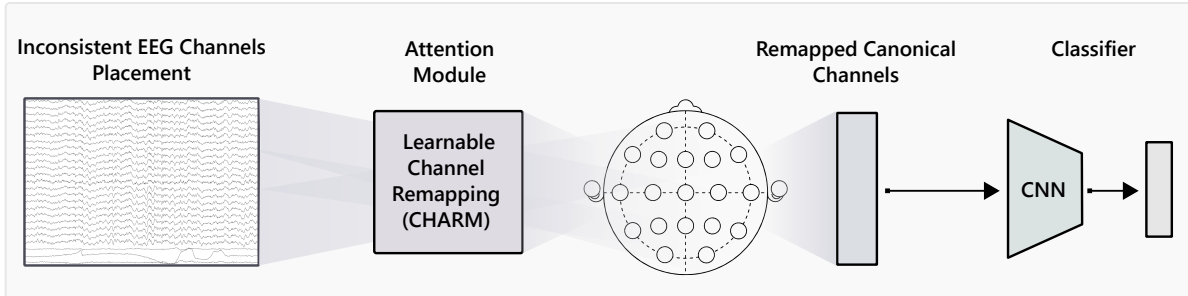 Inconsistent EEG Channels
Placement
Attention
Module
Remapped Canonical
Channels
Classifier
Learnable
Channel
Remapping
(CHARM)
CNN